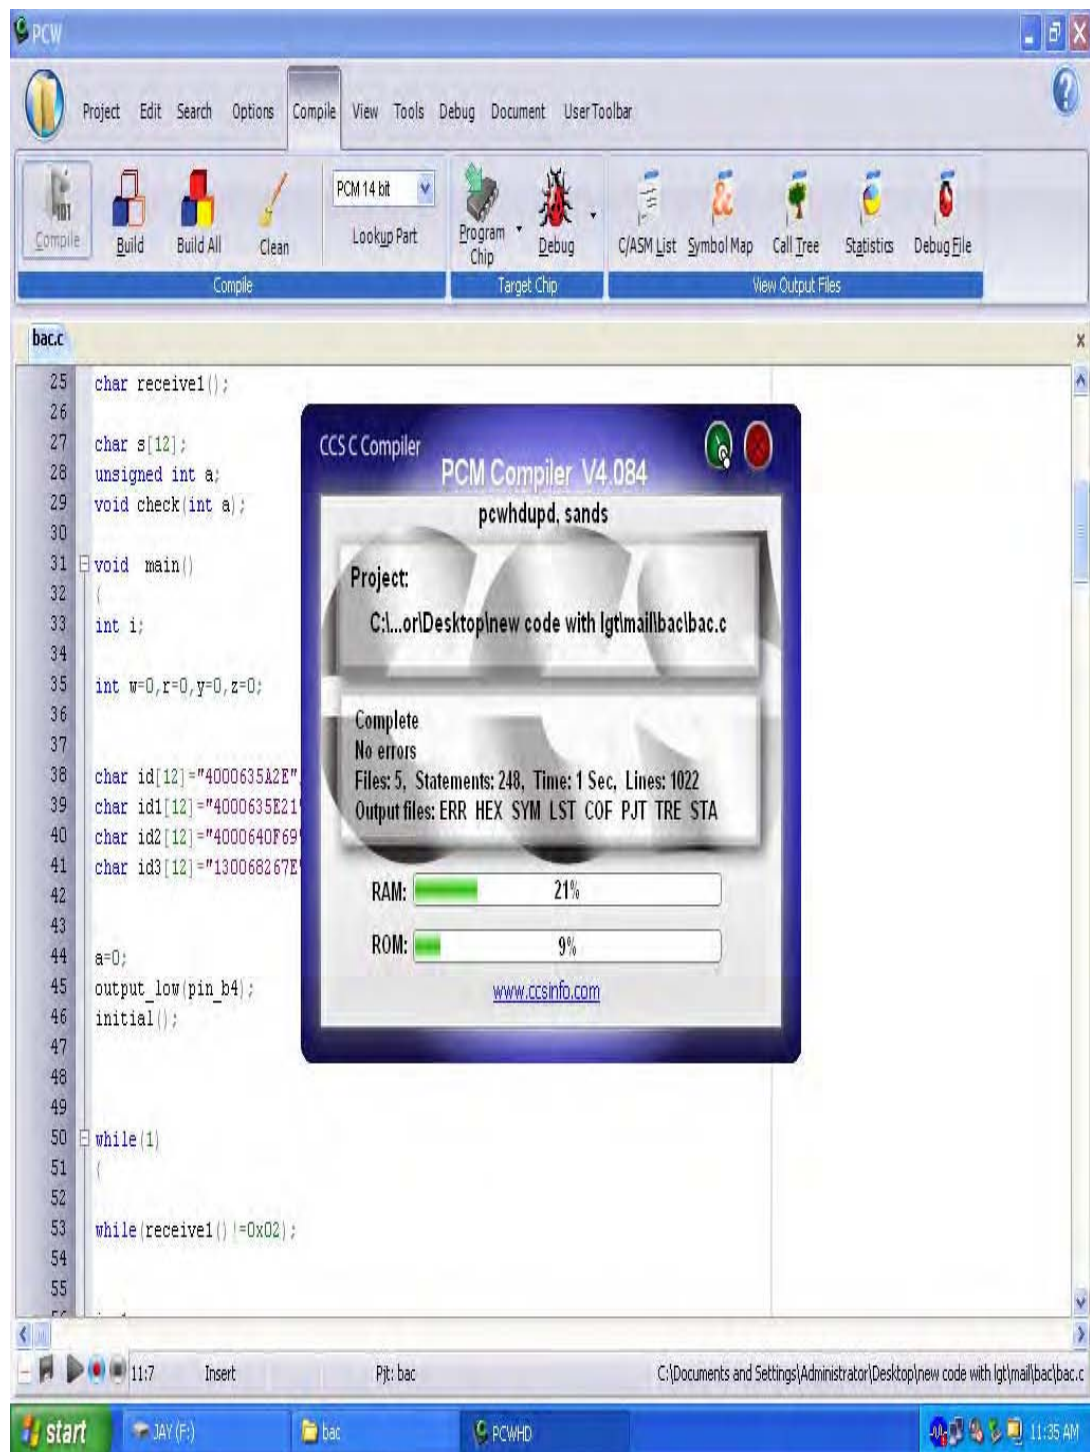 PCW
Project Edit Search Options Compile View Tools Debug Document User Toolbar
Compile Build Build All Clean PCM 14 bit Lookup Part Program Chip Debug C/ASM List Symbol Map Call Tree Statistics Debug File
Compile Target Chip View Output Files
bac.c
25 char receive1();
26
27 char s[12];
28 unsigned int a;
29 void check(int a);
30
31 void main()
32 {
33 int i;
34
35 int w=0,r=0,y=0,z=0;
36
37
38 char id[12]="4000635A2E"
39 char id1[12]="4000635E21"
40 char id2[12]="4000640F69"
41 char id3[12]="130068267E"
42
43
44 a=0;
45 output_low(pin_b4);
46 initial();
47
48
49
50 while(1)
51 {
52
53 while(receive1()!=0x02);
54
55
CCS C Compiler
PCM Compiler V4.084
pcwhdupd, sands
Project:
C:\...or\Desktop\new code with lgt\mail\bac\bac.c
Complete
No errors
Files: 5, Statements: 248, Time: 1 Sec, Lines: 1022
Output files: ERR HEX SYM LST COF PJT TRE STA
RAM: 21%
ROM: 9%
www.ccsinfo.com
11:7 Insert Pjt: bac C:\Documents and Settings\Administrator\Desktop\new code with lgt\mail\bac\bac.c
start JAY (F:) bac PCWHD 11:35 AM